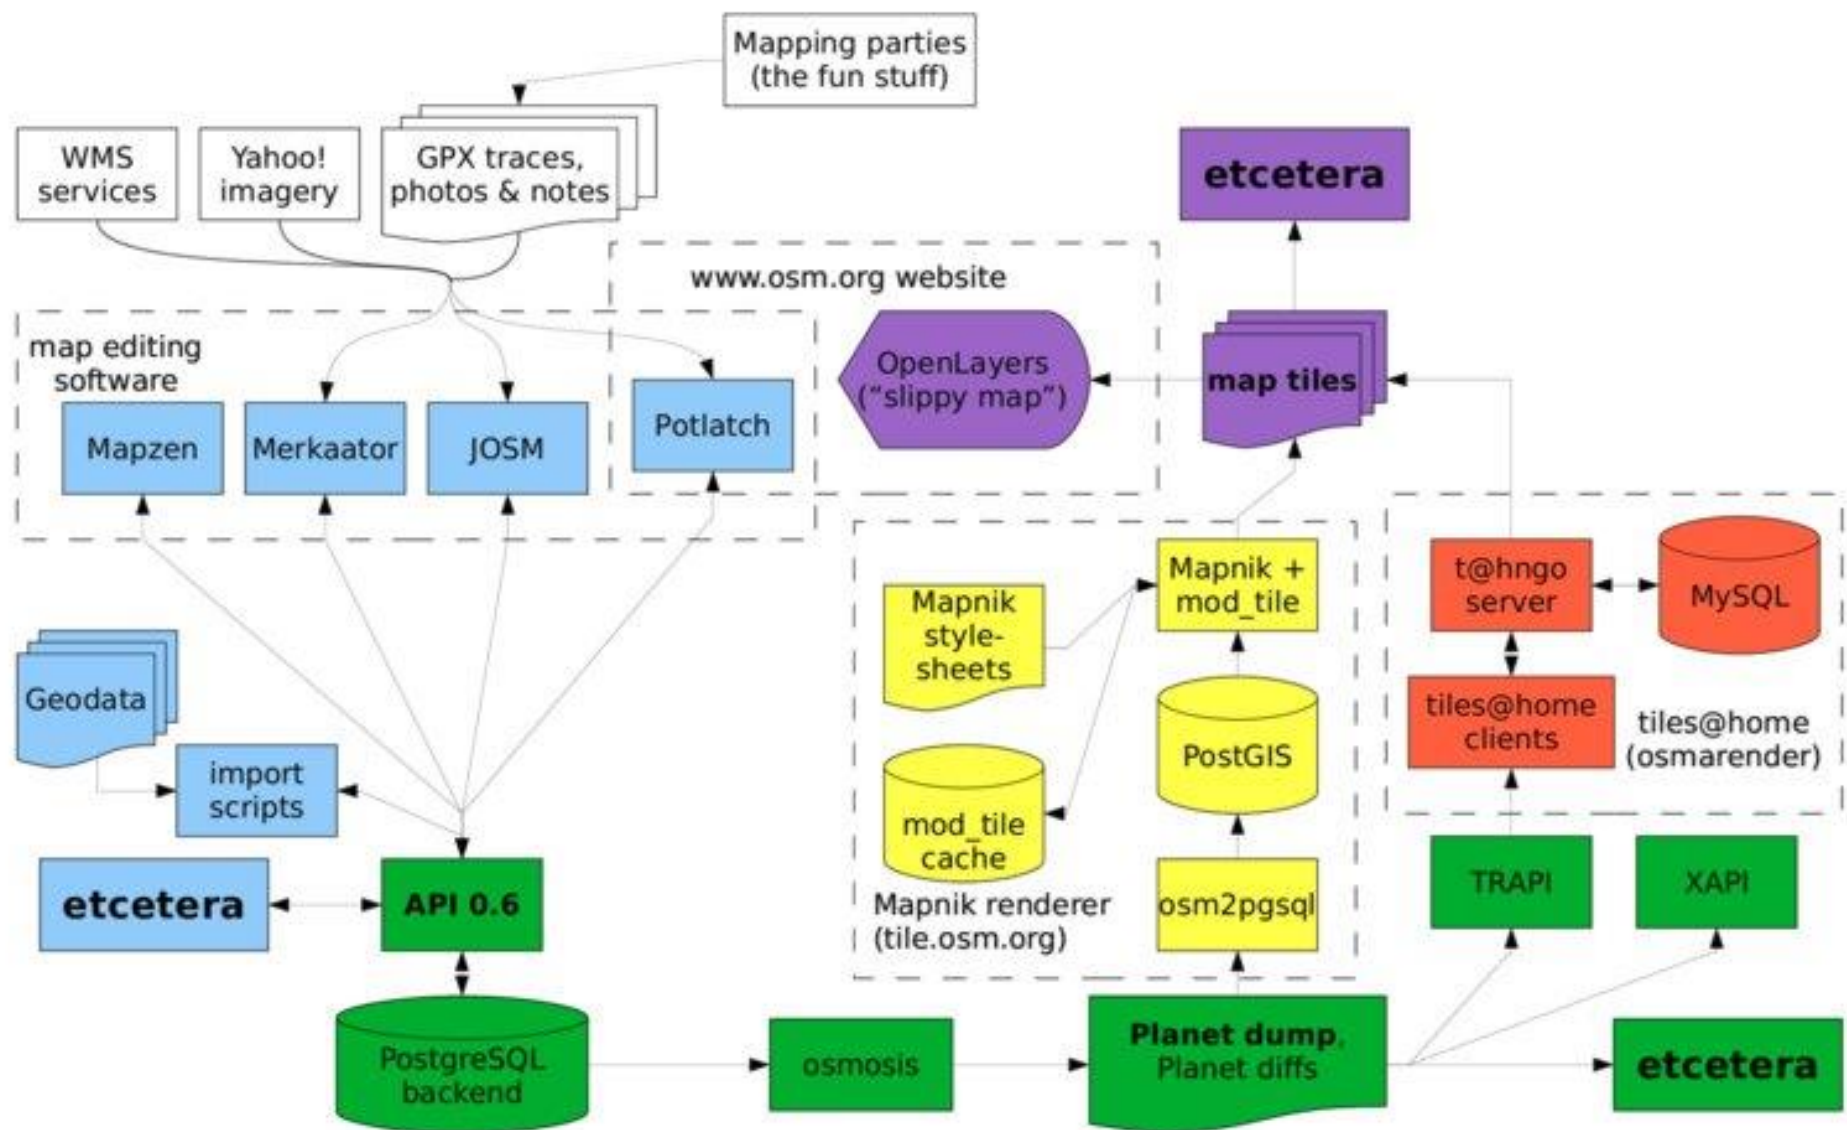 Mapping parties
(the fun stuff)
WMS
services
Yahoo!
imagery
GPX traces,
photos & notes
etcetera
www.osm.org website
map editing
software
OpenLayers
(“slippy map”)
map tiles
Mapzen
Merkaator
JOSM
Potlatch
Mapnik
style-
sheets
Mapnik +
mod_tile
t@hngo
server
MySQL
Geodata
import
scripts
PostGIS
tiles@home
clients
tiles@home
(osmarender)
mod_tile
cache
etcetera
API 0.6
Mapnik renderer
(tile.osm.org)
osm2pgsql
TRAPI
XAPI
PostgreSQL
backend
osmosis
Planet dump,
Planet diffs
etcetera